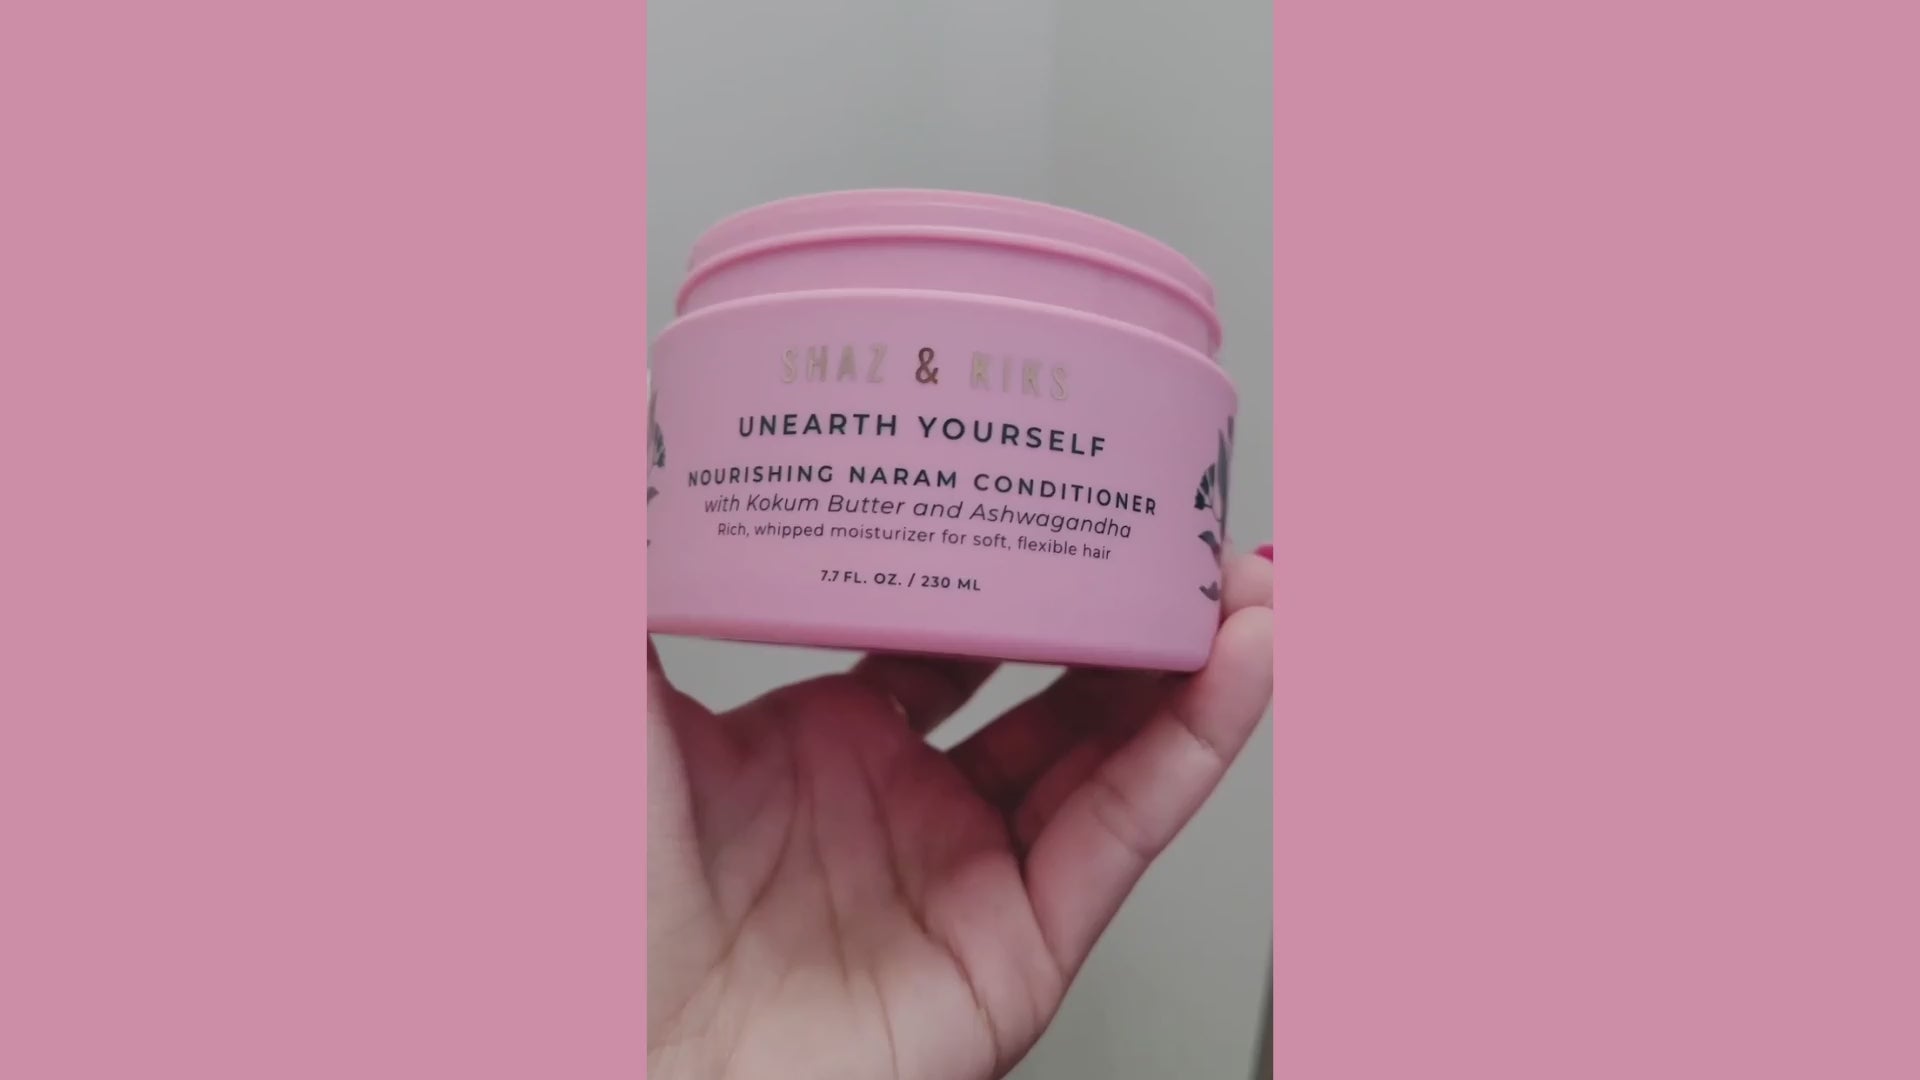 SHAZ & KIKS
UNEARTH YOURSELF
NOURISHING NARAM CONDITIONER
with Kokum Butter and Ashwagandha
Rich, whipped moisturizer for soft, flexible hair
7.7 FL. OZ. / 230 ML